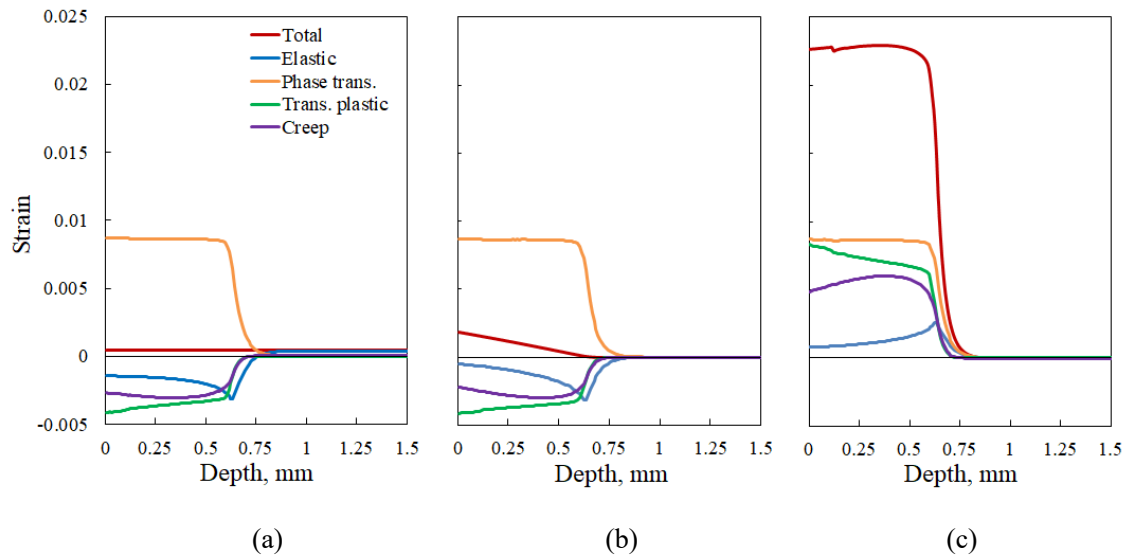 0.025
0.02
0.015
0.01
0.005
0
-0.005
Strain
Total
Elastic
Phase trans.
Trans. plastic
Creep
0 0.25 0.5 0.75 1 1.25 1.5
0 0.25 0.5 0.75 1 1.25 1.5
0 0.25 0.5 0.75 1 1.25 1.5
Depth, mm
Depth, mm
Depth, mm
(a)
(b)
(c)